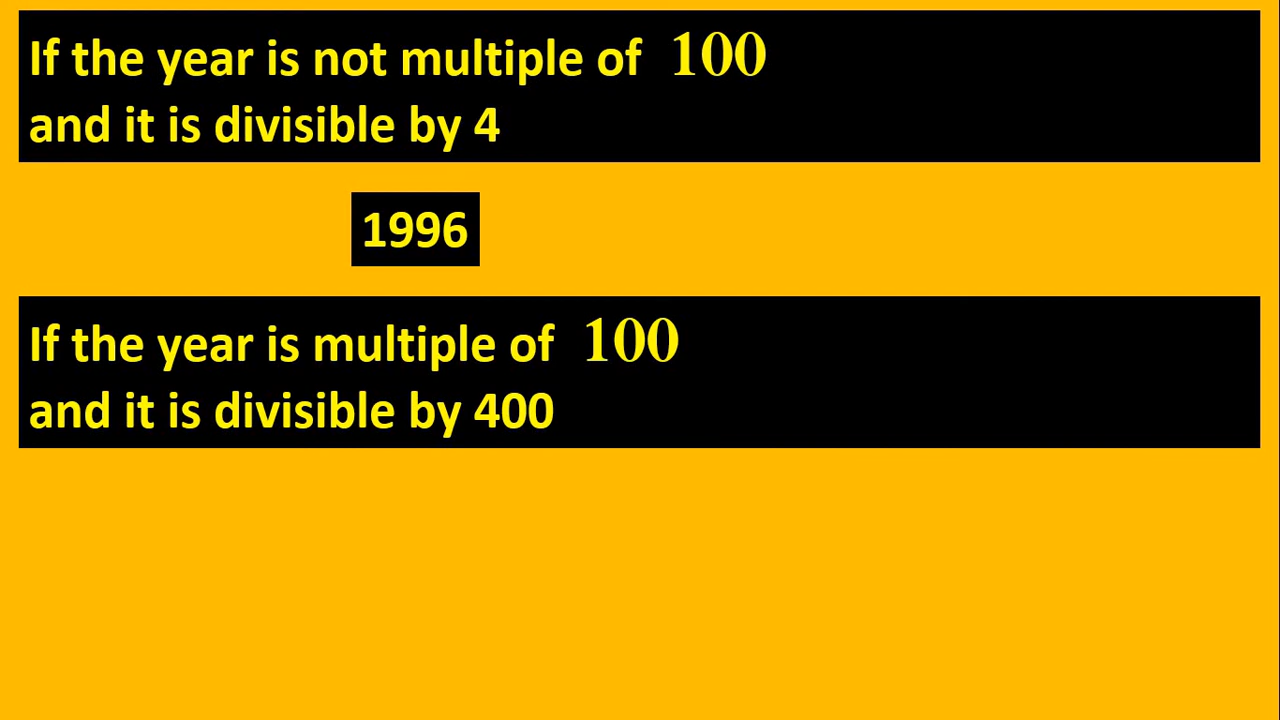 If the year is not multiple of 100
and it is divisible by 4
1996
If the year is multiple of 100
and it is divisible by 400